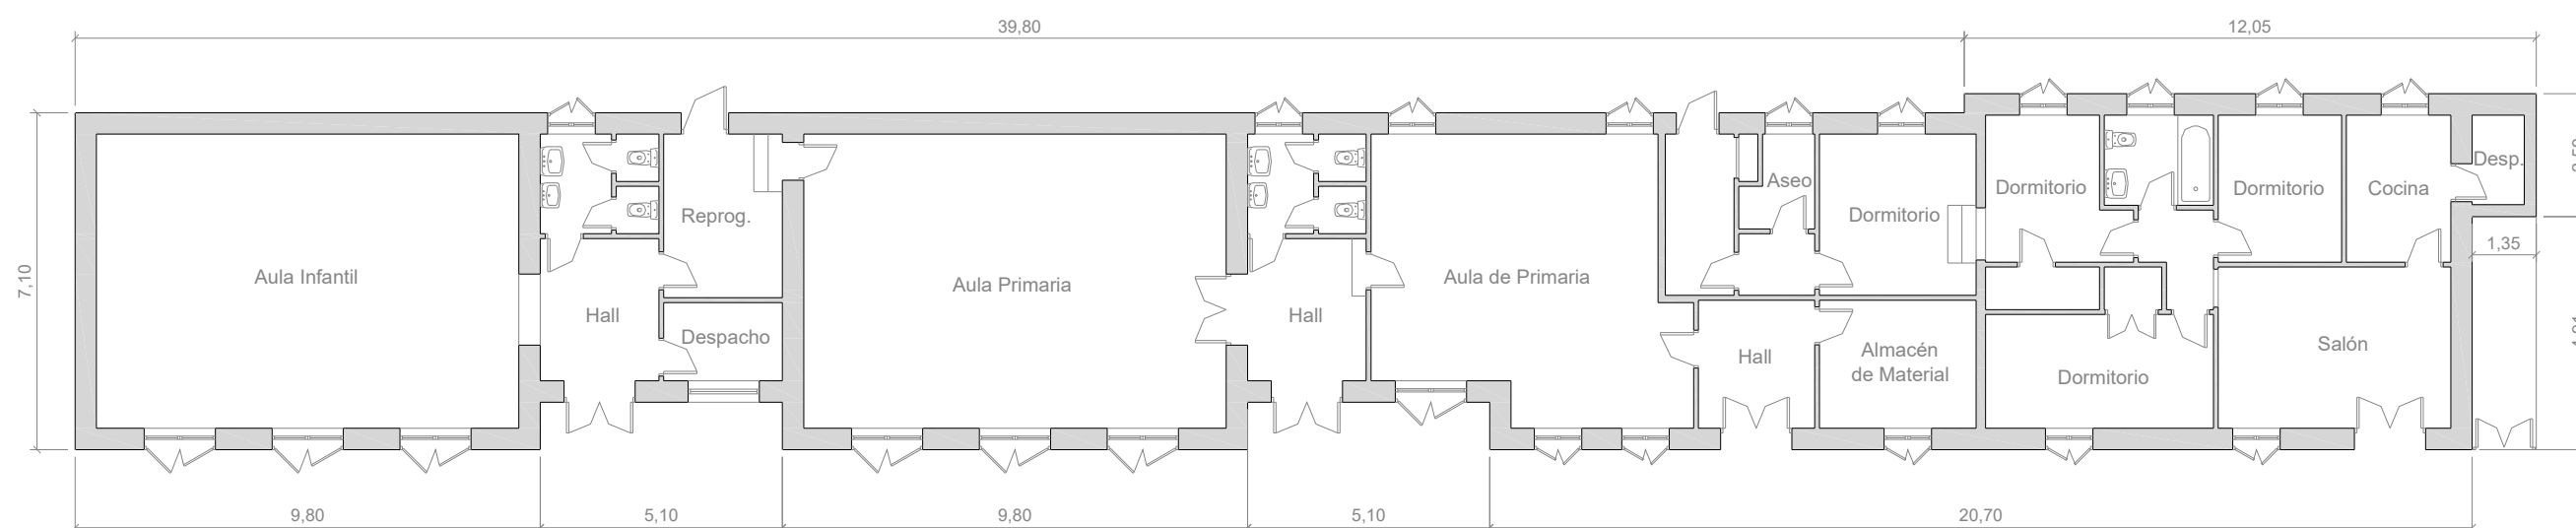 39,80
12,05
Desp.
Aseo
Dormitorio
Dormitorio
Cocina
Dormitorio
Reprog.
1,35
7,10
Aula Infantil
Aula Primaria
Aula de Primaria
Hall
Hall
Despacho
Hall
Almacén
de Material
Salón
Dormitorio
9,80
5,10
9,80
5,10
20,70